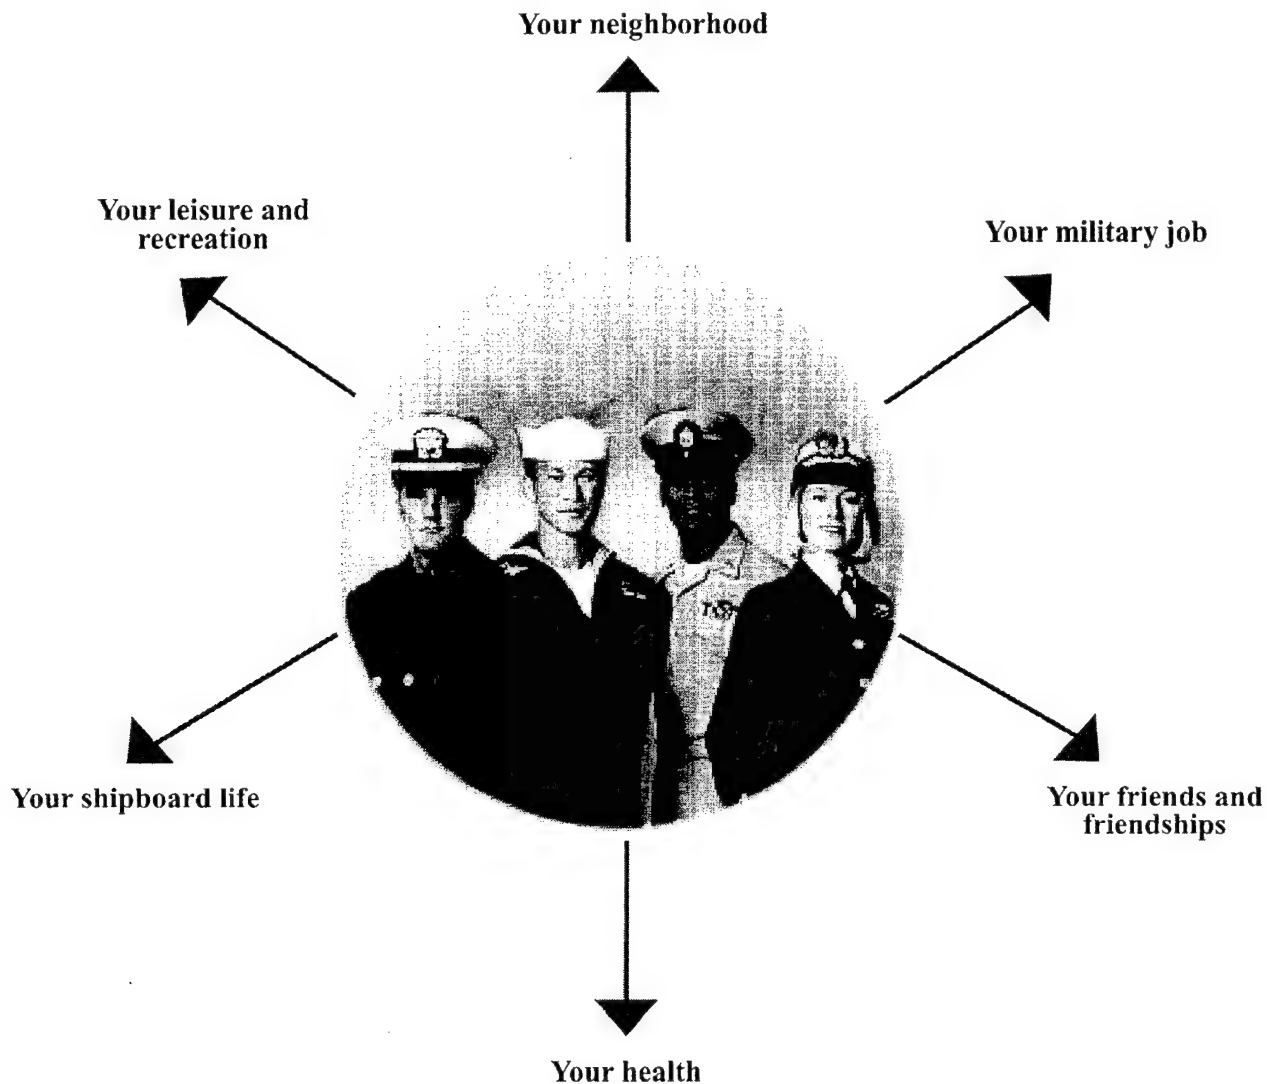 Your neighborhood
Your leisure and
recreation
Your military job
Your shipboard life
Your friends and
friendships
Your health